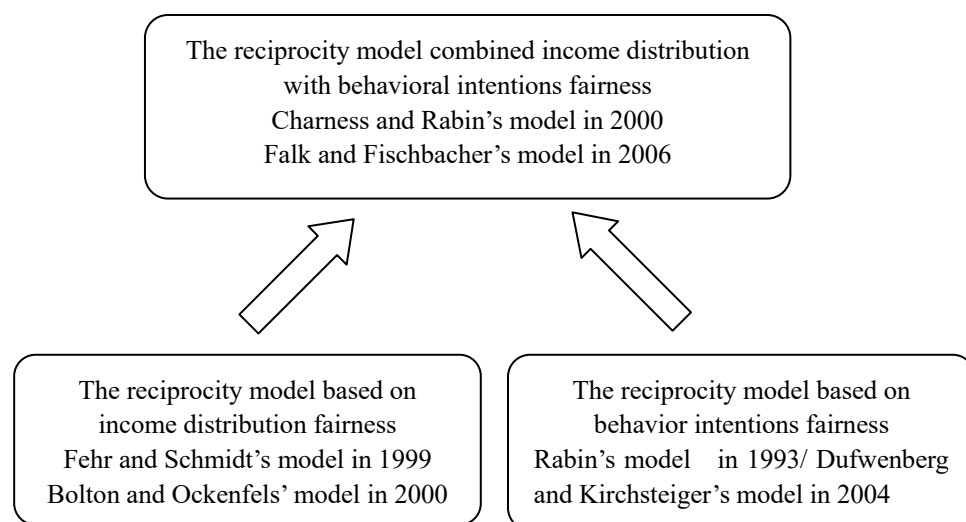 The reciprocity model combined income distribution
with behavioral intentions fairness
Charness and Rabin’s model in 2000
Falk and Fischbacher’s model in 2006
The reciprocity model based on
income distribution fairness
Fehr and Schmidt’s model in 1999
Bolton and Ockenfels’ model in 2000
The reciprocity model based on
behavior intentions fairness
Rabin’s model in 1993/ Dufwenberg
and Kirchsteiger’s model in 2004